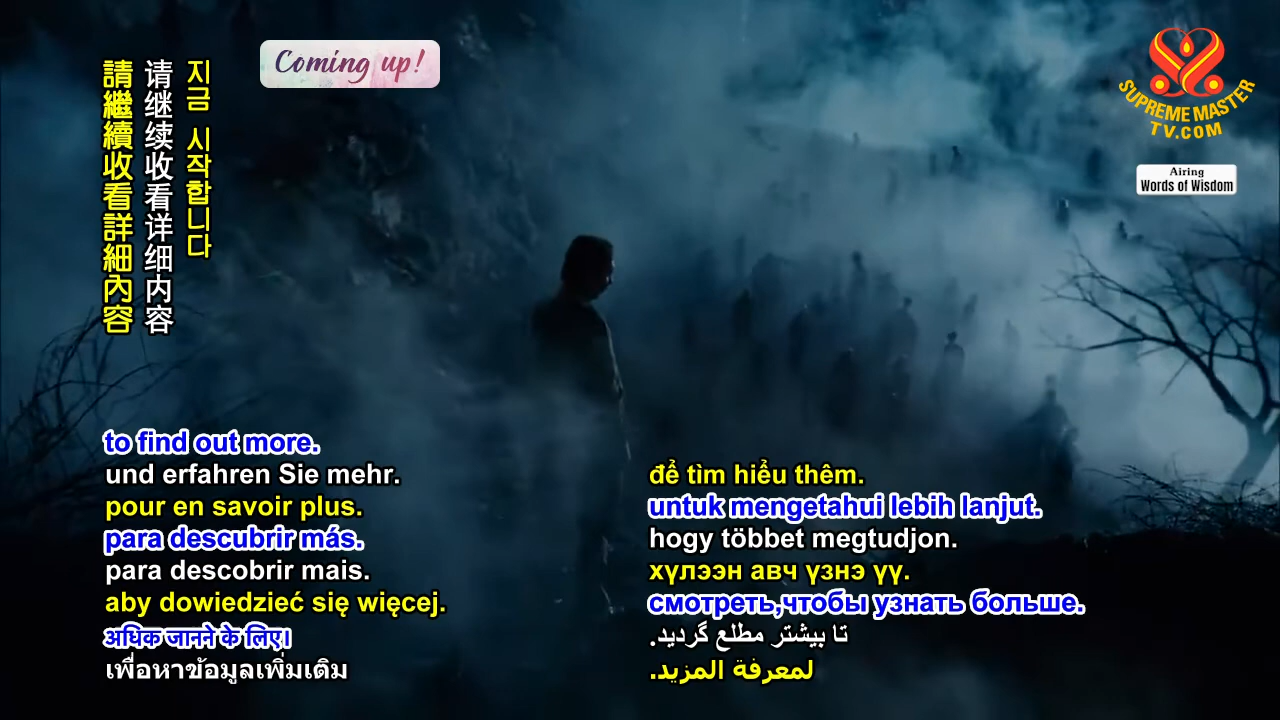 請繼續收看詳細內容
请继续收看详细内容
지금 시작합니다
Coming up!
SUPREME MASTER
TV.COM
Airing
Words of Wisdom
to find out more.
und erfahren Sie mehr.
pour en savoir plus.
para descubrir más.
para descobrir mais.
aby dowiedzieć się więcej.
अधिक जानने के लिए।
เพื่อหาข้อมูลเพิ่มเติม
để tìm hiểu thêm.
untuk mengetahui lebih lanjut.
hogy többet megtudjon.
хүлээн авч үзнэ үү.
смотреть,чтобы узнать больше.
تا بیشتر مطلع گردید.
لمعرفة المزيد.